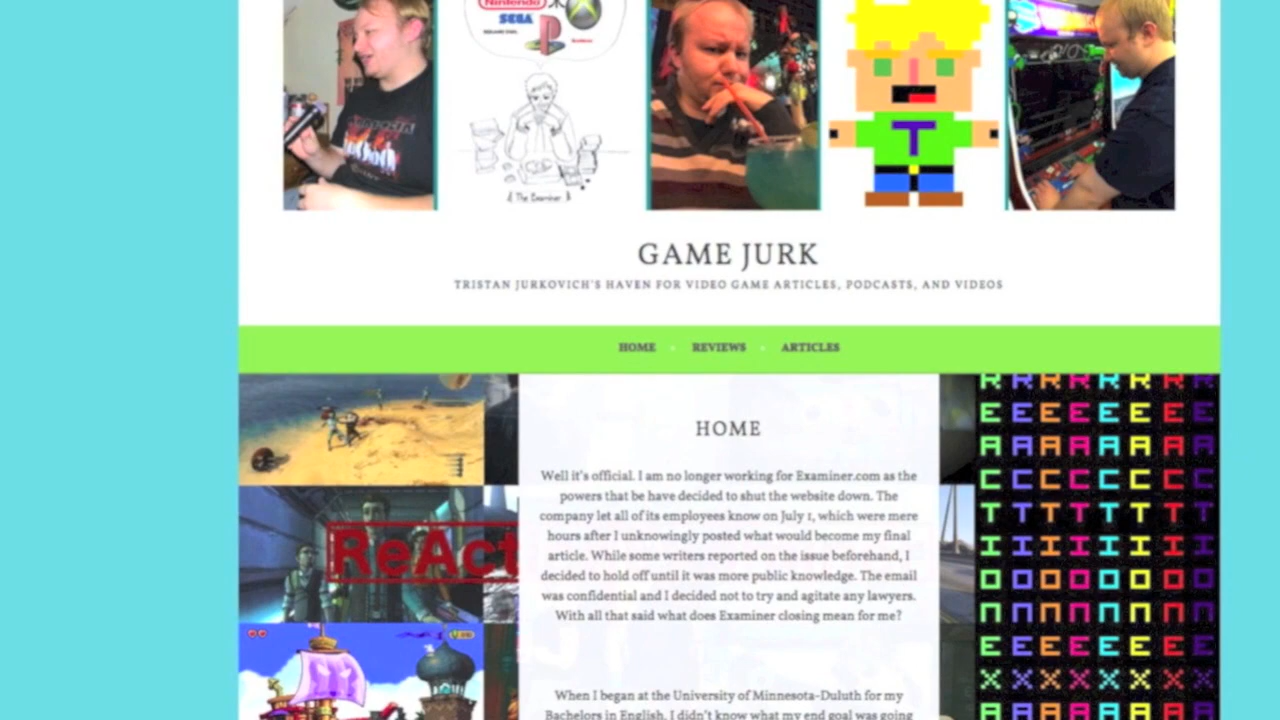 Nintendo
SEGA
SQUARE ENIX
The Examiner
T
GAME JURK
TRISTAN JURKOVICH'S HAVEN FOR VIDEO GAME ARTICLES, PODCASTS, AND VIDEOS
HOME
REVIEWS
ARTICLES
HOME
Well it's official. I am no longer working for Examiner.com as the
powers that be have decided to shut the website down. The
company let all of its employees know on July 1, which were mere
hours after I unknowingly posted what would become my final
article. While some writers reported on the issue beforehand, I
decided to hold off until it was more public knowledge. The email
was confidential and I decided not to try and agitate any lawyers.
With all that said what does Examiner closing mean for me?
When I began at the University of Minnesota-Duluth for my
Bachelors in English, I didn't know what my end goal was going
ReAct
R R R R R R R R
E E E E E E E E
A A A A A A A A
C C C C C C C C
T T T T T T T T
I I I I I I I I
O O O O O O O O
N N N N N N N N
E E E E E E E E
X X X X X X X X
A A A A A A A A